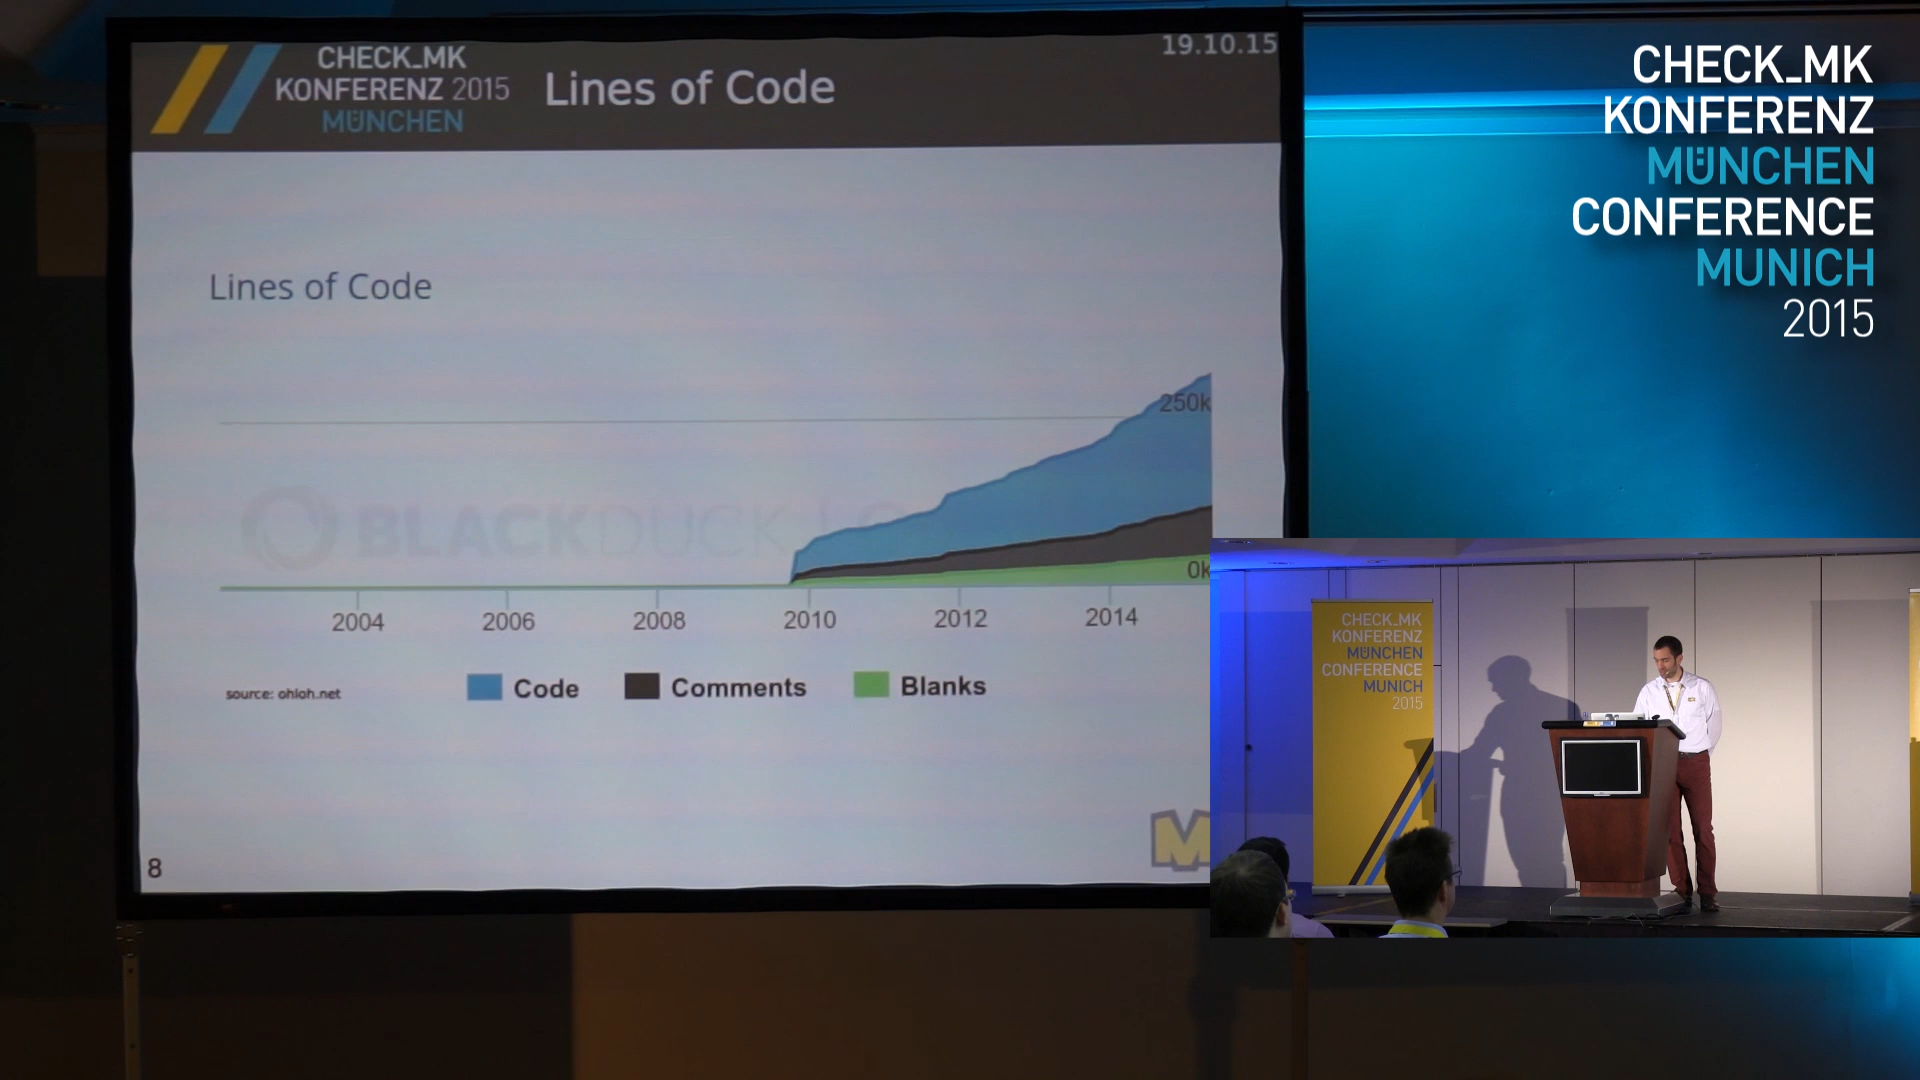 CHECK_MK
KONFERENZ 2015
MÜNCHEN
Lines of Code
19.10.15
Lines of Code
250k
BLACKDUCK
0k
2004
2006
2008
2010
2012
2014
source: ohloh.net
Code
Comments
Blanks
8
M
CHECK_MK
KONFERENZ
MÜNCHEN
CONFERENCE
MUNICH
2015
CHECK_MK
KONFERENZ
MÜNCHEN
CONFERENCE
MUNICH
2015